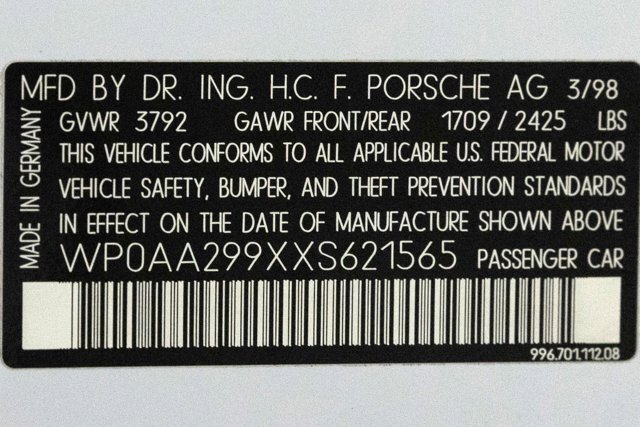 MFD BY DR. ING. H.C. F. PORSCHE AG 3/98
GVWR 3792 GAWR FRONT/REAR 1709 / 2425 LBS
THIS VEHICLE CONFORMS TO ALL APPLICABLE U.S. FEDERAL MOTOR
VEHICLE SAFETY, BUMPER, AND THEFT PREVENTION STANDARDS
IN EFFECT ON THE DATE OF MANUFACTURE SHOWN ABOVE
WP0AA299XXS621565 PASSENGER CAR
MADE IN GERMANY
996.701.112.08